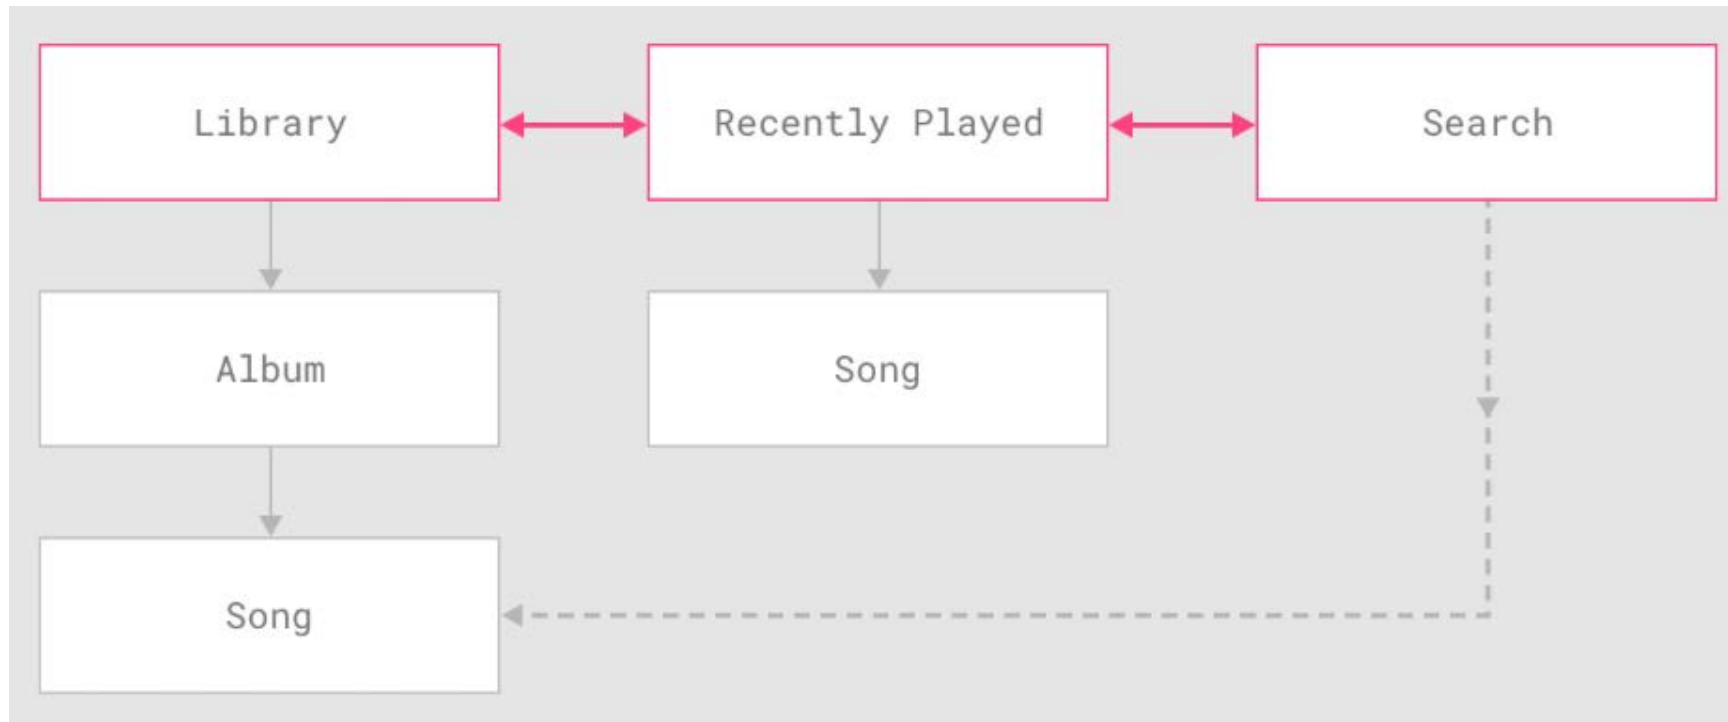 Library
Recently Played
Search
Album
Song
Song